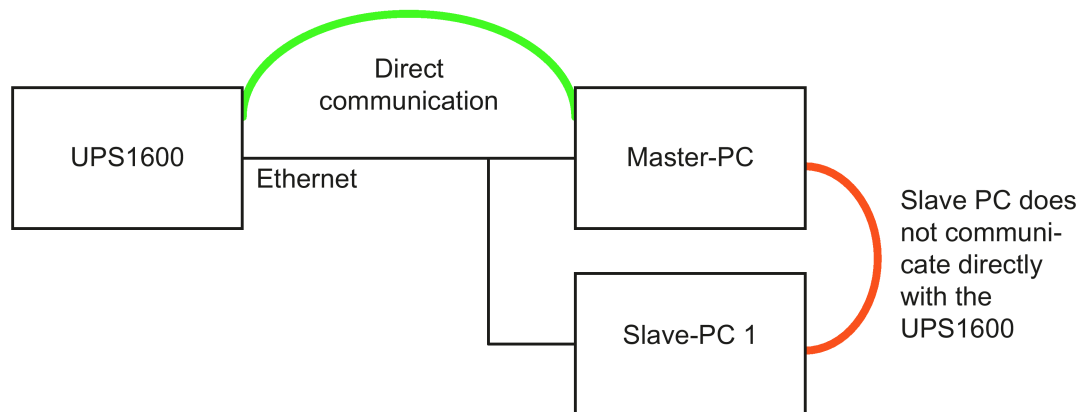 Direct
communication
UPS1600
Master-PC
Ethernet
Slave PC does
not communi-
cate directly
with the
UPS1600
Slave-PC 1